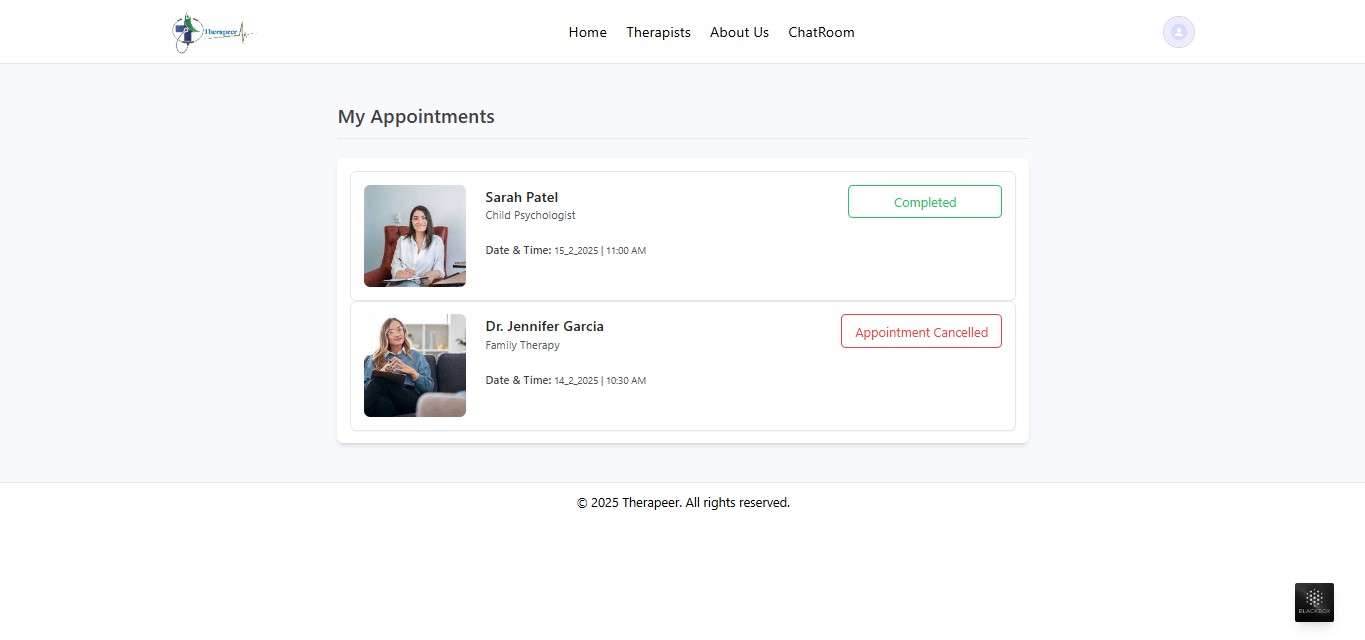 Therapeer
Home Therapists About Us ChatRoom
My Appointments
Sarah Patel
Completed
Child Psychologist
Date & Time: 15_2_2025 | 11:00 AM
Dr. Jennifer Garcia
Appointment Cancelled
Family Therapy
Date & Time: 14_2_2025 | 10:30 AM
© 2025 Therapeer. All rights reserved.
BLACKBOX